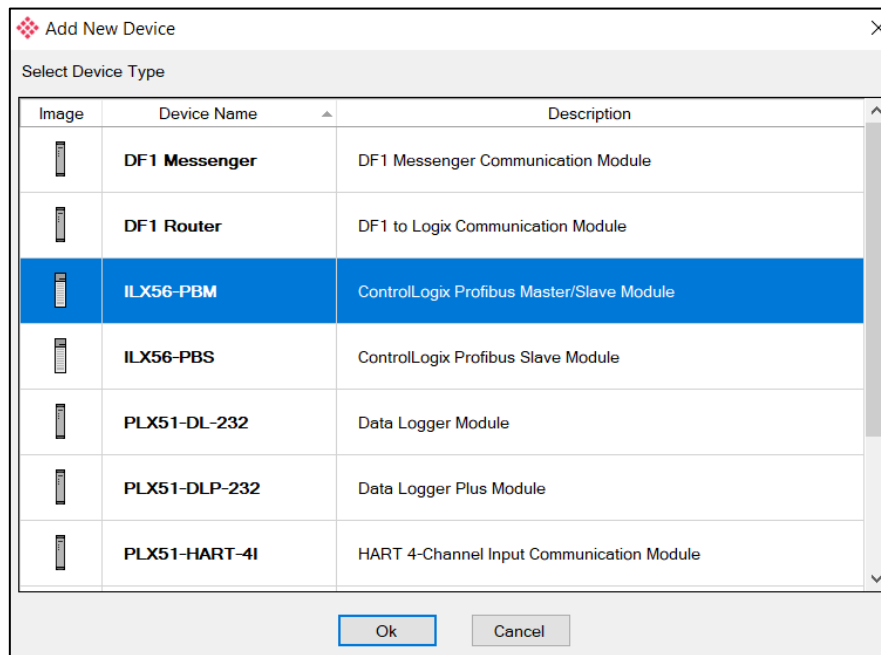 Add New Device
Select Device Type
Image Device Name Description
DF1 Messenger DF1 Messenger Communication Module
DF1 Router DF1 to Logix Communication Module
ILX56-PBM ControlLogix Profibus Master/Slave Module
ILX56-PBS ControlLogix Profibus Slave Module
PLX51-DL-232 Data Logger Module
PLX51-DLP-232 Data Logger Plus Module
PLX51-HART-4I HART 4-Channel Input Communication Module
Ok Cancel